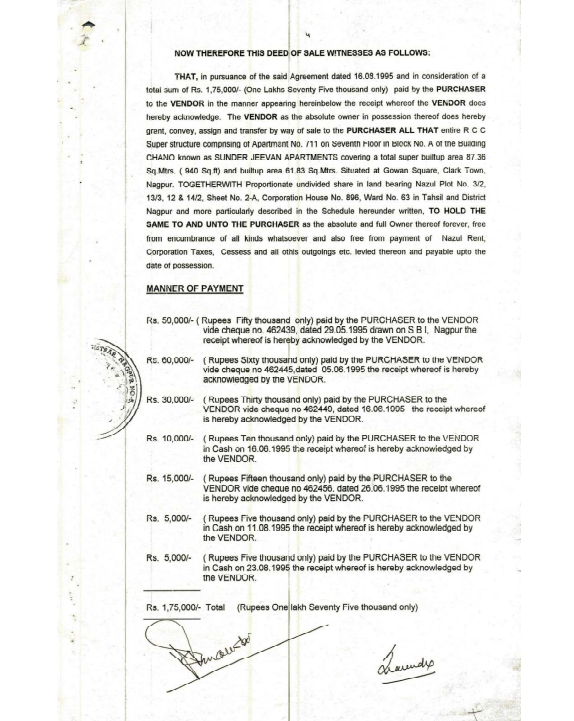 4
NOW THEREFORE THIS DEED OF SALE WITNESSES AS FOLLOWS:
THAT, in pursuance of the said Agreement dated 16.08.1995 and in consideration of a
total sum of Rs. 1,75,000/- (One Lakhs Seventy Five thousand only) paid by the PURCHASER
to the VENDOR in the manner appearing hereinbelow the receipt whereof the VENDOR does
hereby acknowledge. The VENDOR as the absolute owner in possession thereof does hereby
grant, convey, assign and transfer by way of sale to the PURCHASER ALL THAT entire R C C
Super structure comprising of Apartment No. 711 on Seventh Floor in Block No. A of the Building
CHANO known as SUNDER JEEVAN APARTMENTS covering a total super builtup area 87.36
Sq.Mtrs. ( 940 Sq.ft) and builtup area 61.83 Sq.Mtrs. Situated at Gowan Square, Clark Town,
Nagpur. TOGETHERWITH Proportionate undivided share in land bearing Nazul Plot No. 3/2,
13/3, 12 & 14/2, Sheet No. 2-A, Corporation House No. 896, Ward No. 63 in Tahsil and District
Nagpur and more particularly described in the Schedule hereunder written, TO HOLD THE
SAME TO AND UNTO THE PURCHASER as the absolute and full Owner thereof forever, free
from encumbrance of all kinds whatsoever and also free from payment of Nazul Rent,
Corporation Taxes, Cessess and all othis outgoings etc. levied thereon and payable upto the
date of possession.
MANNER OF PAYMENT
Rs. 50,000/- ( Rupees Fifty thousand only) paid by the PURCHASER to the VENDOR
vide cheque no. 462439, dated 29.05.1995 drawn on S B I, Nagpur the
receipt whereof is hereby acknowledged by the VENDOR.
Rs. 60,000/- ( Rupees Sixty thousand only) paid by the PURCHASER to the VENDOR
vide cheque no 462445,dated 05.06.1995 the receipt whereof is hereby
acknowledged by the VENDOR.
Rs. 30,000/- ( Rupees Thirty thousand only) paid by the PURCHASER to the
VENDOR vide cheque no 462449, dated 16.06.1995 the receipt whereof
is hereby acknowledged by the VENDOR.
Rs. 10,000/- ( Rupees Ten thousand only) paid by the PURCHASER to the VENDOR
in Cash on 16.06.1995 the receipt whereof is hereby acknowledged by
the VENDOR.
Rs. 15,000/- ( Rupees Fifteen thousand only) paid by the PURCHASER to the
VENDOR vide cheque no 462456, dated 26.06.1995 the receipt whereof
is hereby acknowledged by the VENDOR.
Rs. 5,000/- ( Rupees Five thousand only) paid by the PURCHASER to the VENDOR
in Cash on 11.08.1995 the receipt whereof is hereby acknowledged by
the VENDOR.
Rs. 5,000/- ( Rupees Five thousand only) paid by the PURCHASER to the VENDOR
in Cash on 23.08.1995 the receipt whereof is hereby acknowledged by
the VENDOR.
Rs. 1,75,000/- Total (Rupees One lakh Seventy Five thousand only)